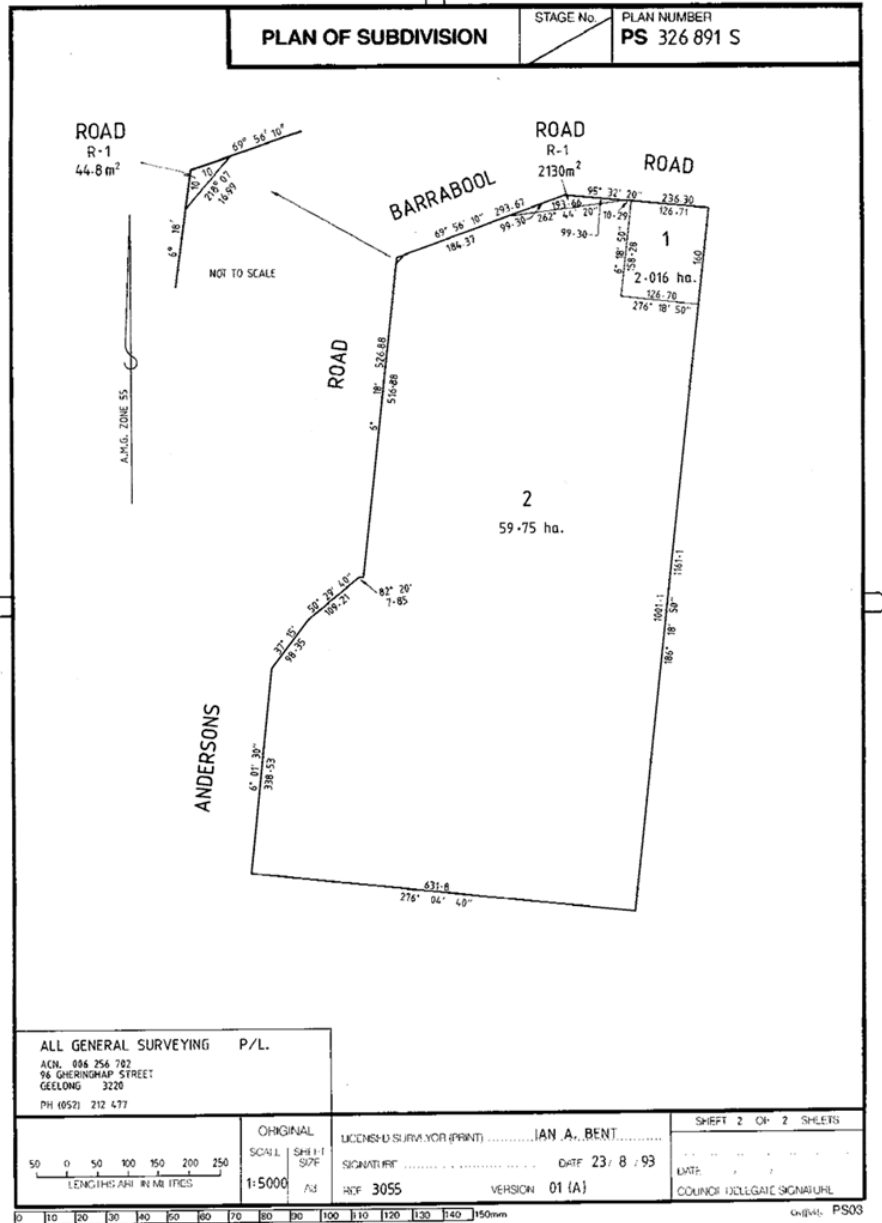 PLAN OF SUBDIVISION
STAGE No.
PLAN NUMBER
PS 326 891 S
ROAD
R-1
44.8 m²
69° 56' 10"
10
10
218° 07'
16.99
6° 18'
NOT TO SCALE
A.M.G. ZONE 55
BARRABOOL
ROAD
R-1
2130m²
ROAD
69° 56' 10" 293.67
184.37
99.30
193.66
262° 44' 20"
95° 32' 20"
10.29
99.30
236.30
126.71
1
2.016 ha.
6° 18' 50"
158.28
160
126.70
276° 18' 50"
ROAD
6° 18' 526.88
516.88
2
59.75 ha.
82° 20'
7.85
50° 29' 40"
109.21
37° 15'
98.35
ANDERSONS
6° 01' 30"
338.53
1161.1
1001.1
186° 18' 50"
631.8
276° 04' 40"
ALL GENERAL SURVEYING P/L.
ACN. 006 256 702
96 GHERINGHAP STREET
GEELONG 3220
PH (052) 212 477
50 0 50 100 150 200 250
LENGTHS ARE IN METRES
ORIGINAL
SCALE
SHEET SIZE
1:5000
A3
LICENSED SURVEYOR (PRINT) IAN A. BENT
SIGNATURE DATE 23 / 8 / 93
REF 3055 VERSION 01 (A)
SHEET 2 OF 2 SHEETS
DATE / /
COUNCIL DELEGATE SIGNATURE
0 10 20 30 40 50 60 70 80 90 100 110 120 130 140 150mm
PS03